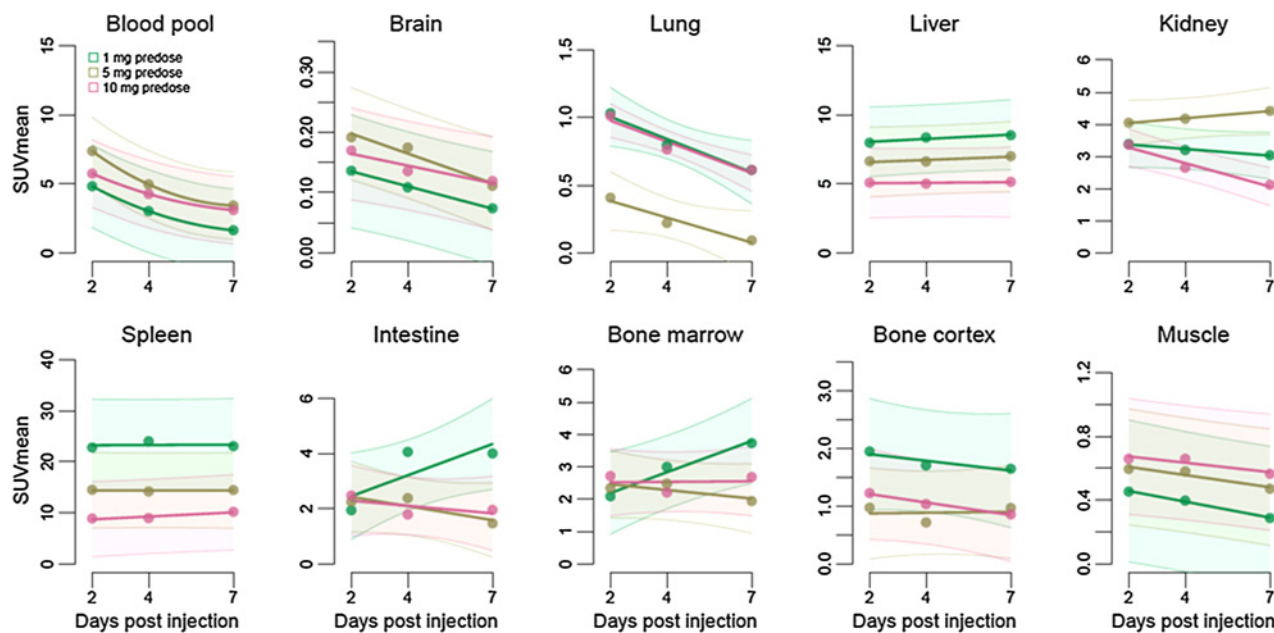 Blood pool Brain Lung Liver Kidney
SUVmean
15
10
5
0
1 mg predose
5 mg predose
10 mg predose
2 4 7
0.30
0.20
0.10
0.00
2 4 7
1.5
1.0
0.5
0.0
2 4 7
15
10
5
0
2 4 7
6
5
4
3
2
1
0
2 4 7
Spleen Intestine Bone marrow Bone cortex Muscle
SUVmean
40
30
20
10
0
2 4 7
Days post injection
6
4
2
0
2 4 7
Days post injection
6
5
4
3
2
1
0
2 4 7
Days post injection
3.0
2.0
1.0
0.0
2 4 7
Days post injection
1.2
0.8
0.4
0.0
2 4 7
Days post injection